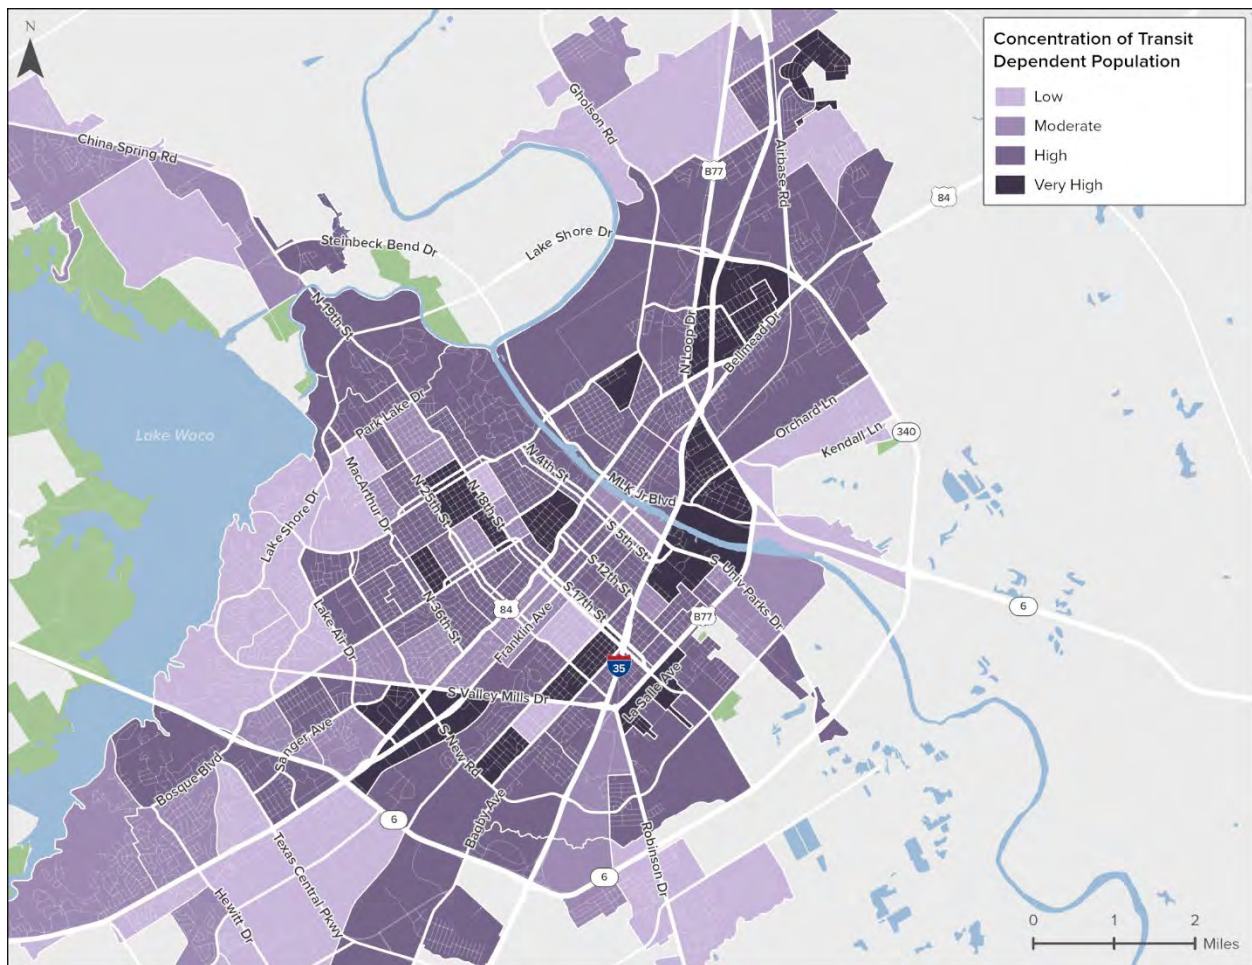 N
Concentration of Transit
Dependent Population
Low
Moderate
High
Very High
China Spring Rd
Gholson Rd
B77
Airbase Rd
84
Steinbeck Bend Dr
Lake Shore Dr
N 19th St
N Loop Dr
Bellmead Dr
Lake Waco
Park Lake Dr
Orchard Ln
Kendall Ln
340
N 4th St
MacArthur Dr
N 25th St
N 18th St
MLK Jr Blvd
Lake Shore Dr
S 5th St
S 12th St
S Univ Parks Dr
S 17th St
Lake Air Dr
N 36th St
84
Franklin Ave
B77
6
35
S Valley Mills Dr
La Salle Ave
Sanger Ave
S New Rd
Bosque Blvd
6
Bagby Ave
Texas Central Pkwy
Robinson Dr
6
Hewitt Dr
0 1 2
Miles